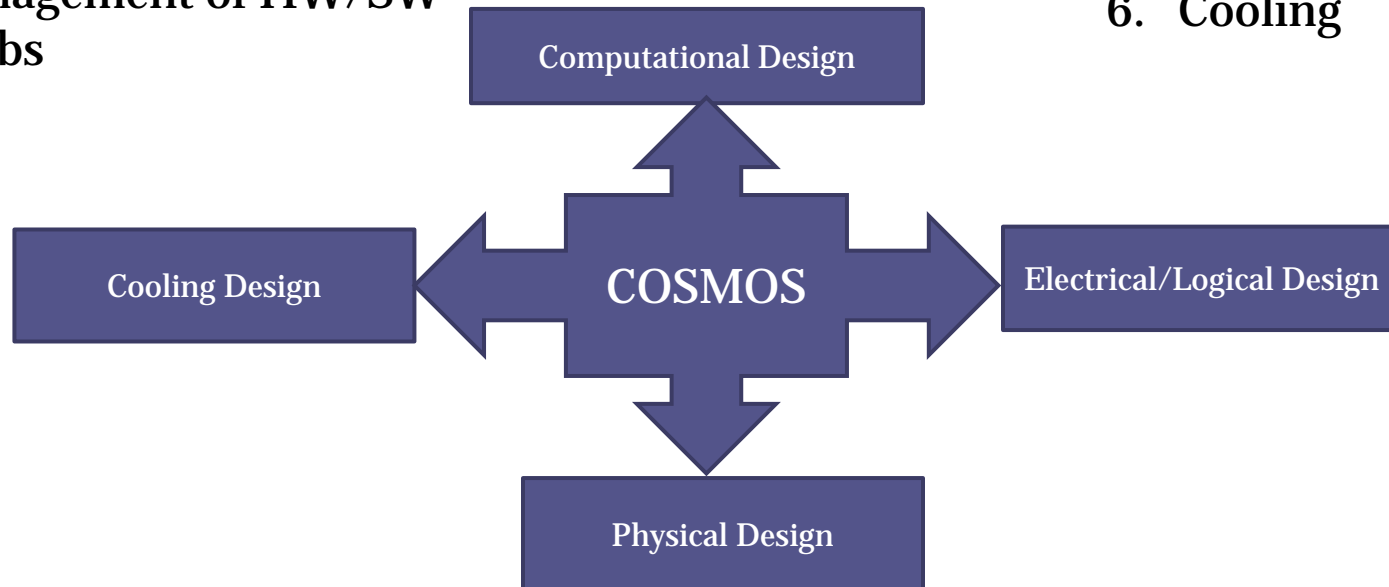 6. Cooling
bs
Computational Design
Cooling Design
COSMOS
Electrical/Logical Design
Physical Design